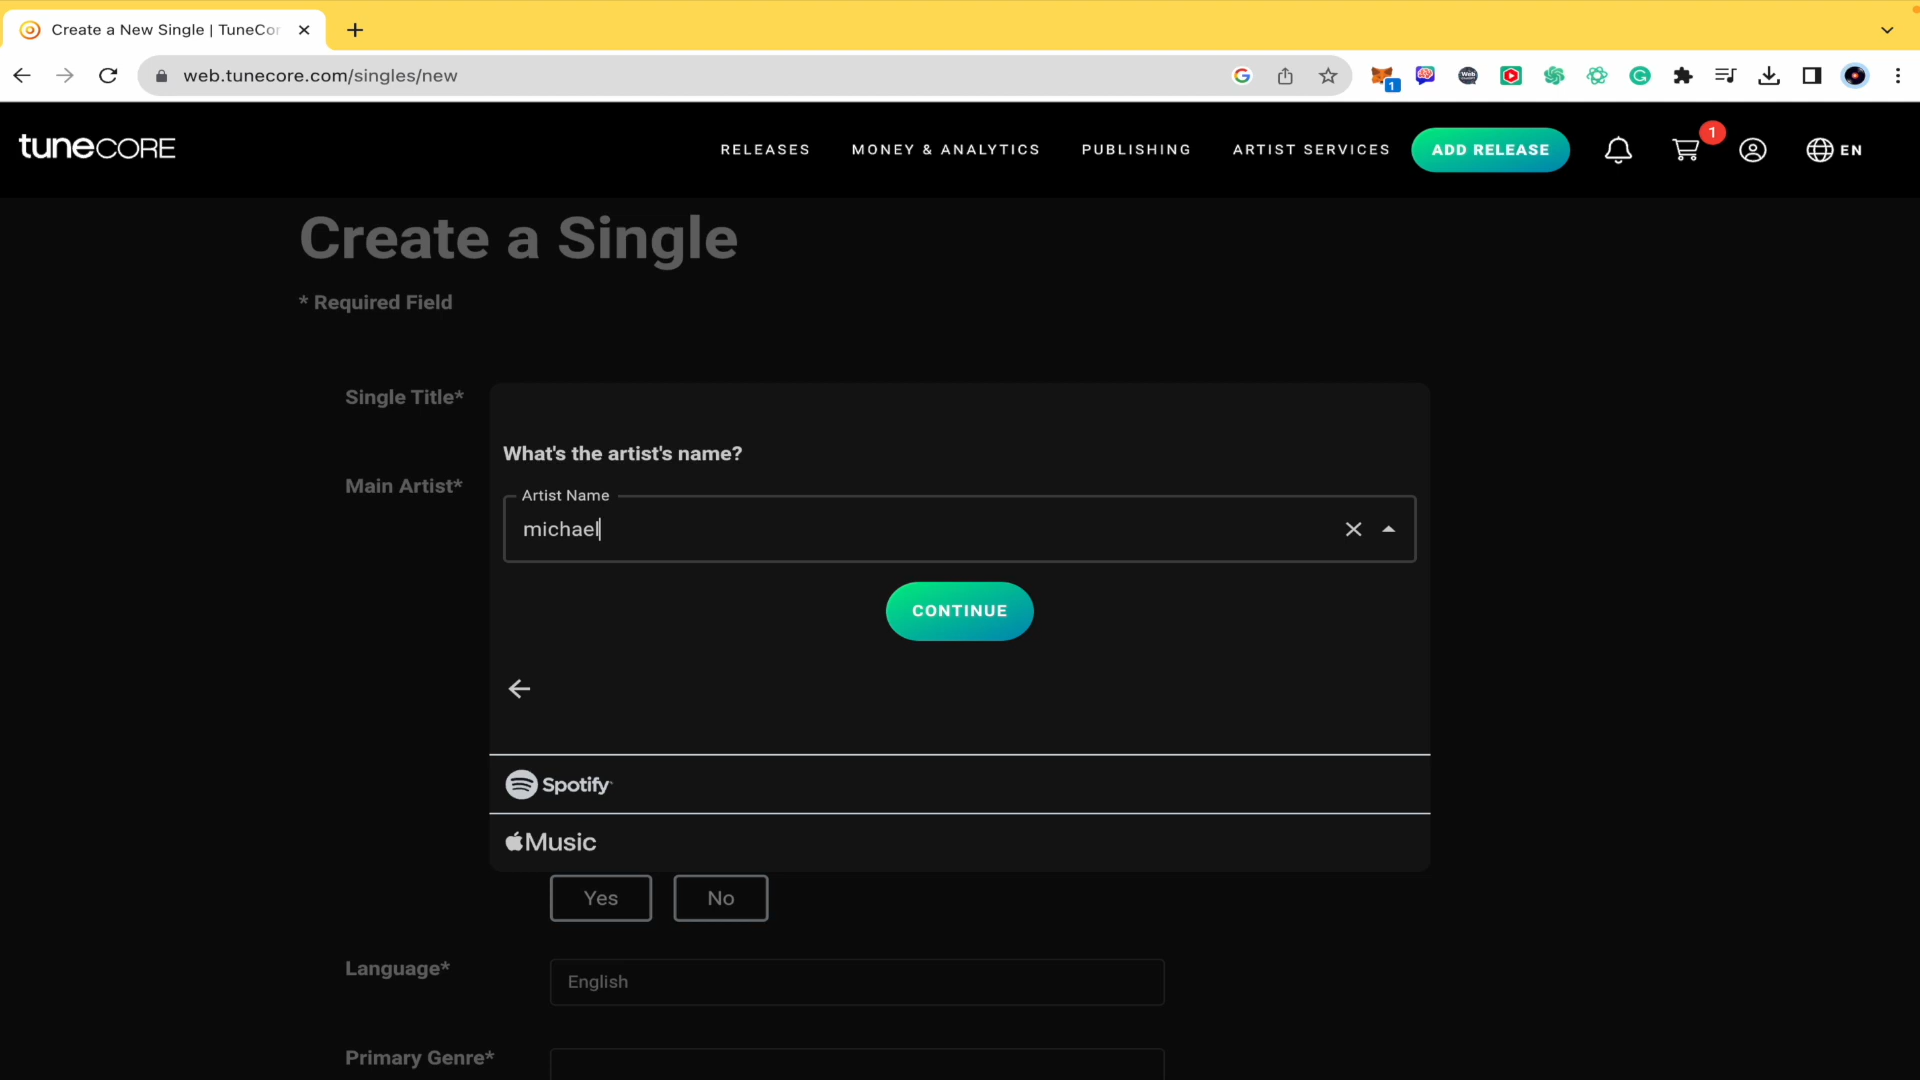 Create a New Single | TuneCor
web.tunecore.com/singles/new
1
tuneCORE
RELEASES
MONEY & ANALYTICS
PUBLISHING
ARTIST SERVICES
ADD RELEASE
1
EN
Create a Single
* Required Field
Single Title*
What's the artist's name?
Main Artist*
Artist Name
michael
CONTINUE
Spotify
Music
Yes
No
Language*
English
Primary Genre*